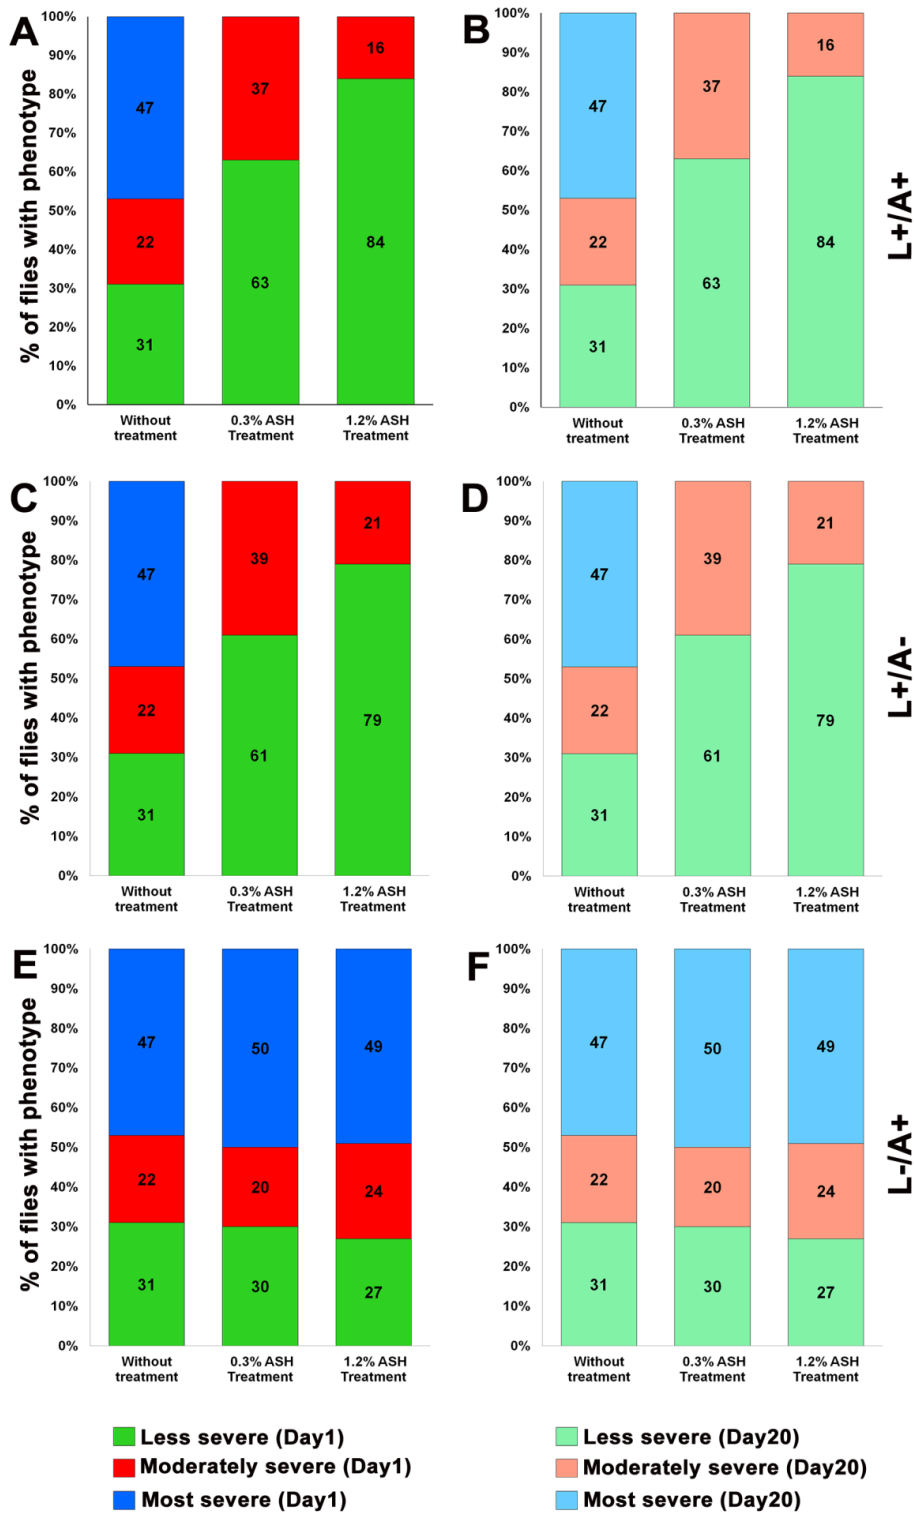 A
% of flies with phenotype
100%
90%
80%
70%
60%
50%
40%
30%
20%
10%
0%
47
22
31
37
63
16
84
Without
treatment
0.3% ASH
Treatment
1.2% ASH
Treatment
B
100%
90%
80%
70%
60%
50%
40%
30%
20%
10%
0%
47
22
31
37
63
16
84
Without
treatment
0.3% ASH
Treatment
1.2% ASH
Treatment
L+/A+
C
% of flies with phenotype
100%
90%
80%
70%
60%
50%
40%
30%
20%
10%
0%
47
22
31
39
61
21
79
Without
treatment
0.3% ASH
Treatment
1.2% ASH
Treatment
D
100%
90%
80%
70%
60%
50%
40%
30%
20%
10%
0%
47
22
31
39
61
21
79
Without
treatment
0.3% ASH
Treatment
1.2% ASH
Treatment
L+/A-
E
% of flies with phenotype
100%
90%
80%
70%
60%
50%
40%
30%
20%
10%
0%
47
22
31
50
20
30
49
24
27
Without
treatment
0.3% ASH
Treatment
1.2% ASH
Treatment
F
100%
90%
80%
70%
60%
50%
40%
30%
20%
10%
0%
47
22
31
50
20
30
49
24
27
Without
treatment
0.3% ASH
Treatment
1.2% ASH
Treatment
L-/A+
Less severe (Day1)
Moderately severe (Day1)
Most severe (Day1)
Less severe (Day20)
Moderately severe (Day20)
Most severe (Day20)